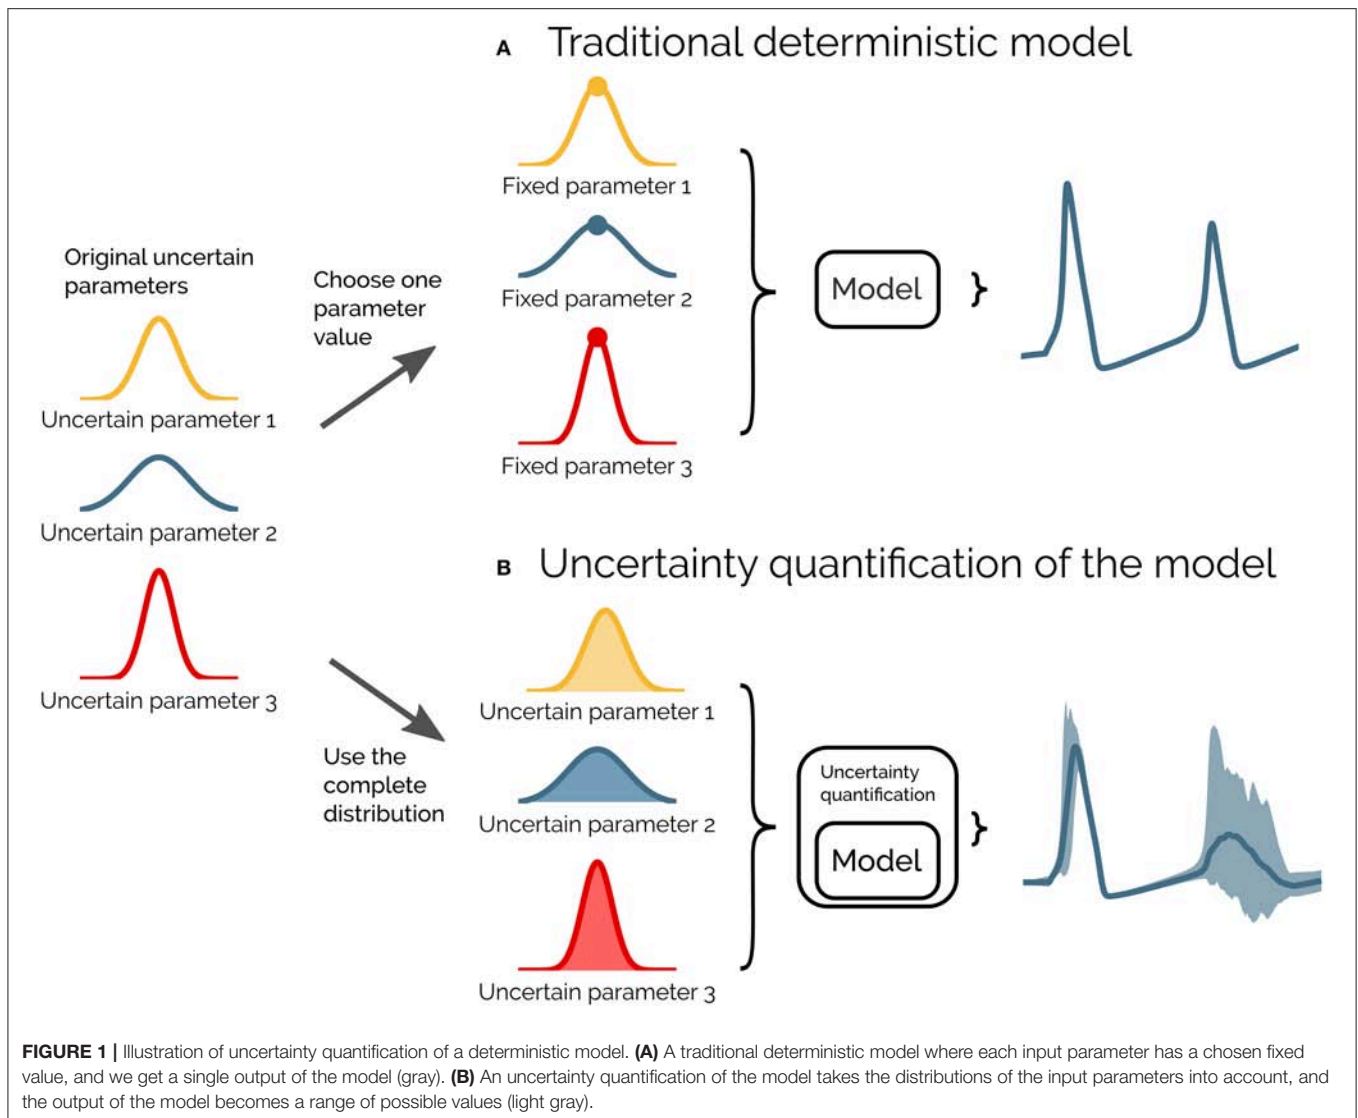 A Traditional deterministic model
Fixed parameter 1
Fixed parameter 2
Fixed parameter 3
Model
Original uncertain
parameters
Uncertain parameter 1
Uncertain parameter 2
Uncertain parameter 3
Choose one
parameter
value
Use the
complete
distribution
B Uncertainty quantification of the model
Uncertain parameter 1
Uncertain parameter 2
Uncertain parameter 3
Uncertainty
quantification
Model
FIGURE 1 | Illustration of uncertainty quantification of a deterministic model. (A) A traditional deterministic model where each input parameter has a chosen fixed
value, and we get a single output of the model (gray). (B) An uncertainty quantification of the model takes the distributions of the input parameters into account, and
the output of the model becomes a range of possible values (light gray).